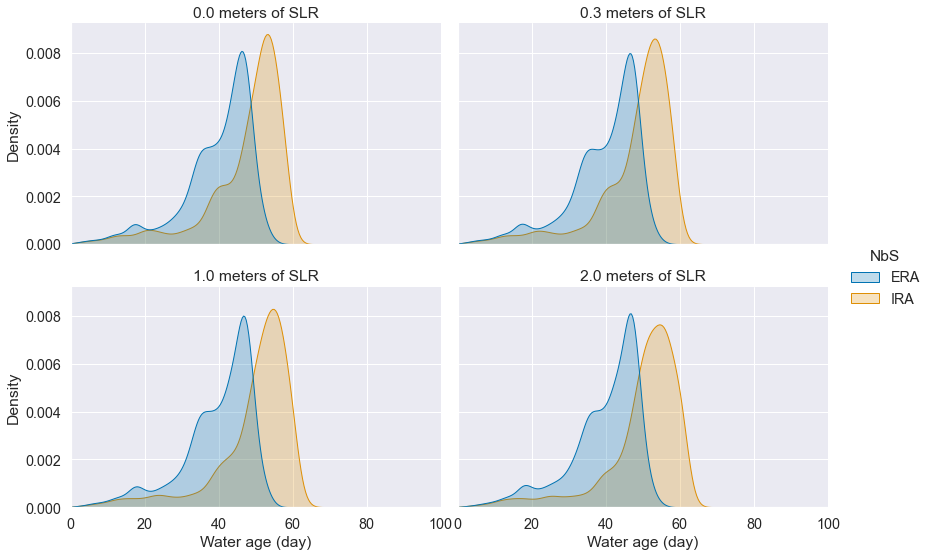 0.0 meters of SLR
0.3 meters of SLR
0.008
0.006
0.004
0.002
0.000
Density
NbS
ERA
IRA
1.0 meters of SLR
2.0 meters of SLR
0.008
0.006
0.004
0.002
0.000
Density
0 20 40 60 80 100
0 20 40 60 80 100
Water age (day)
Water age (day)